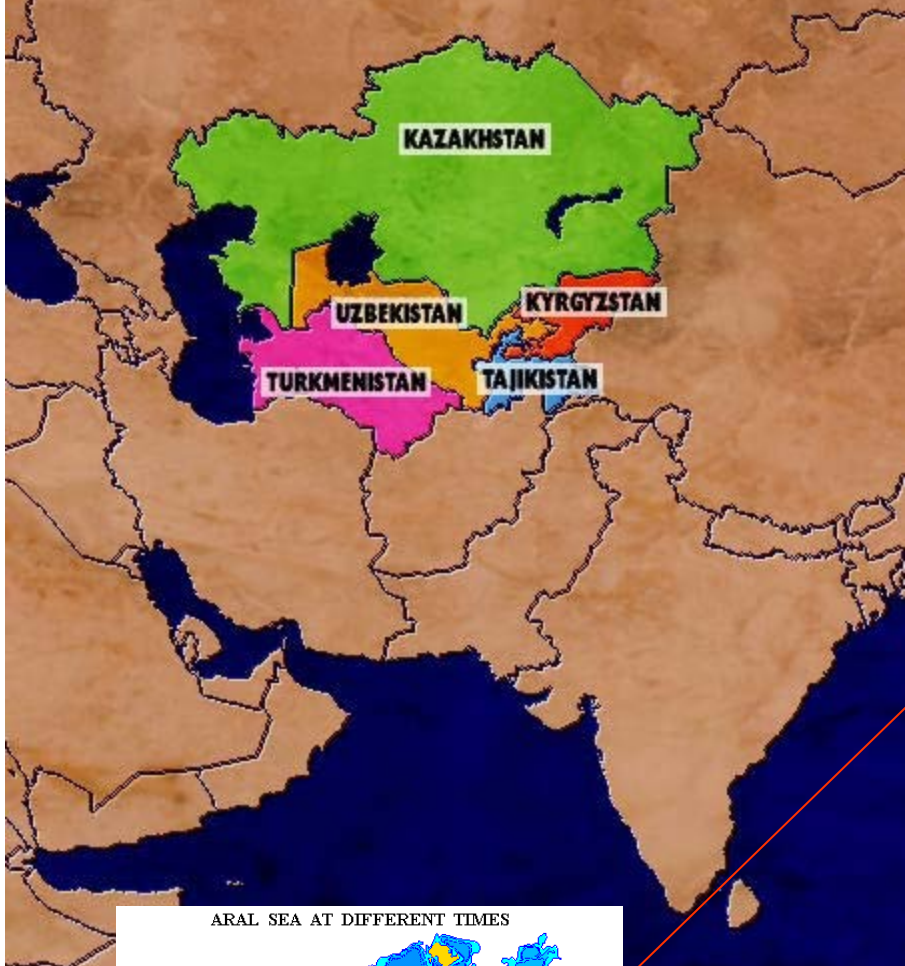 KAZAKHSTAN
KYRGYZSTAN
UZBEKISTAN
TAJIKISTAN
TURKMENISTAN
ARAL SEA AT DIFFERENT TIMES